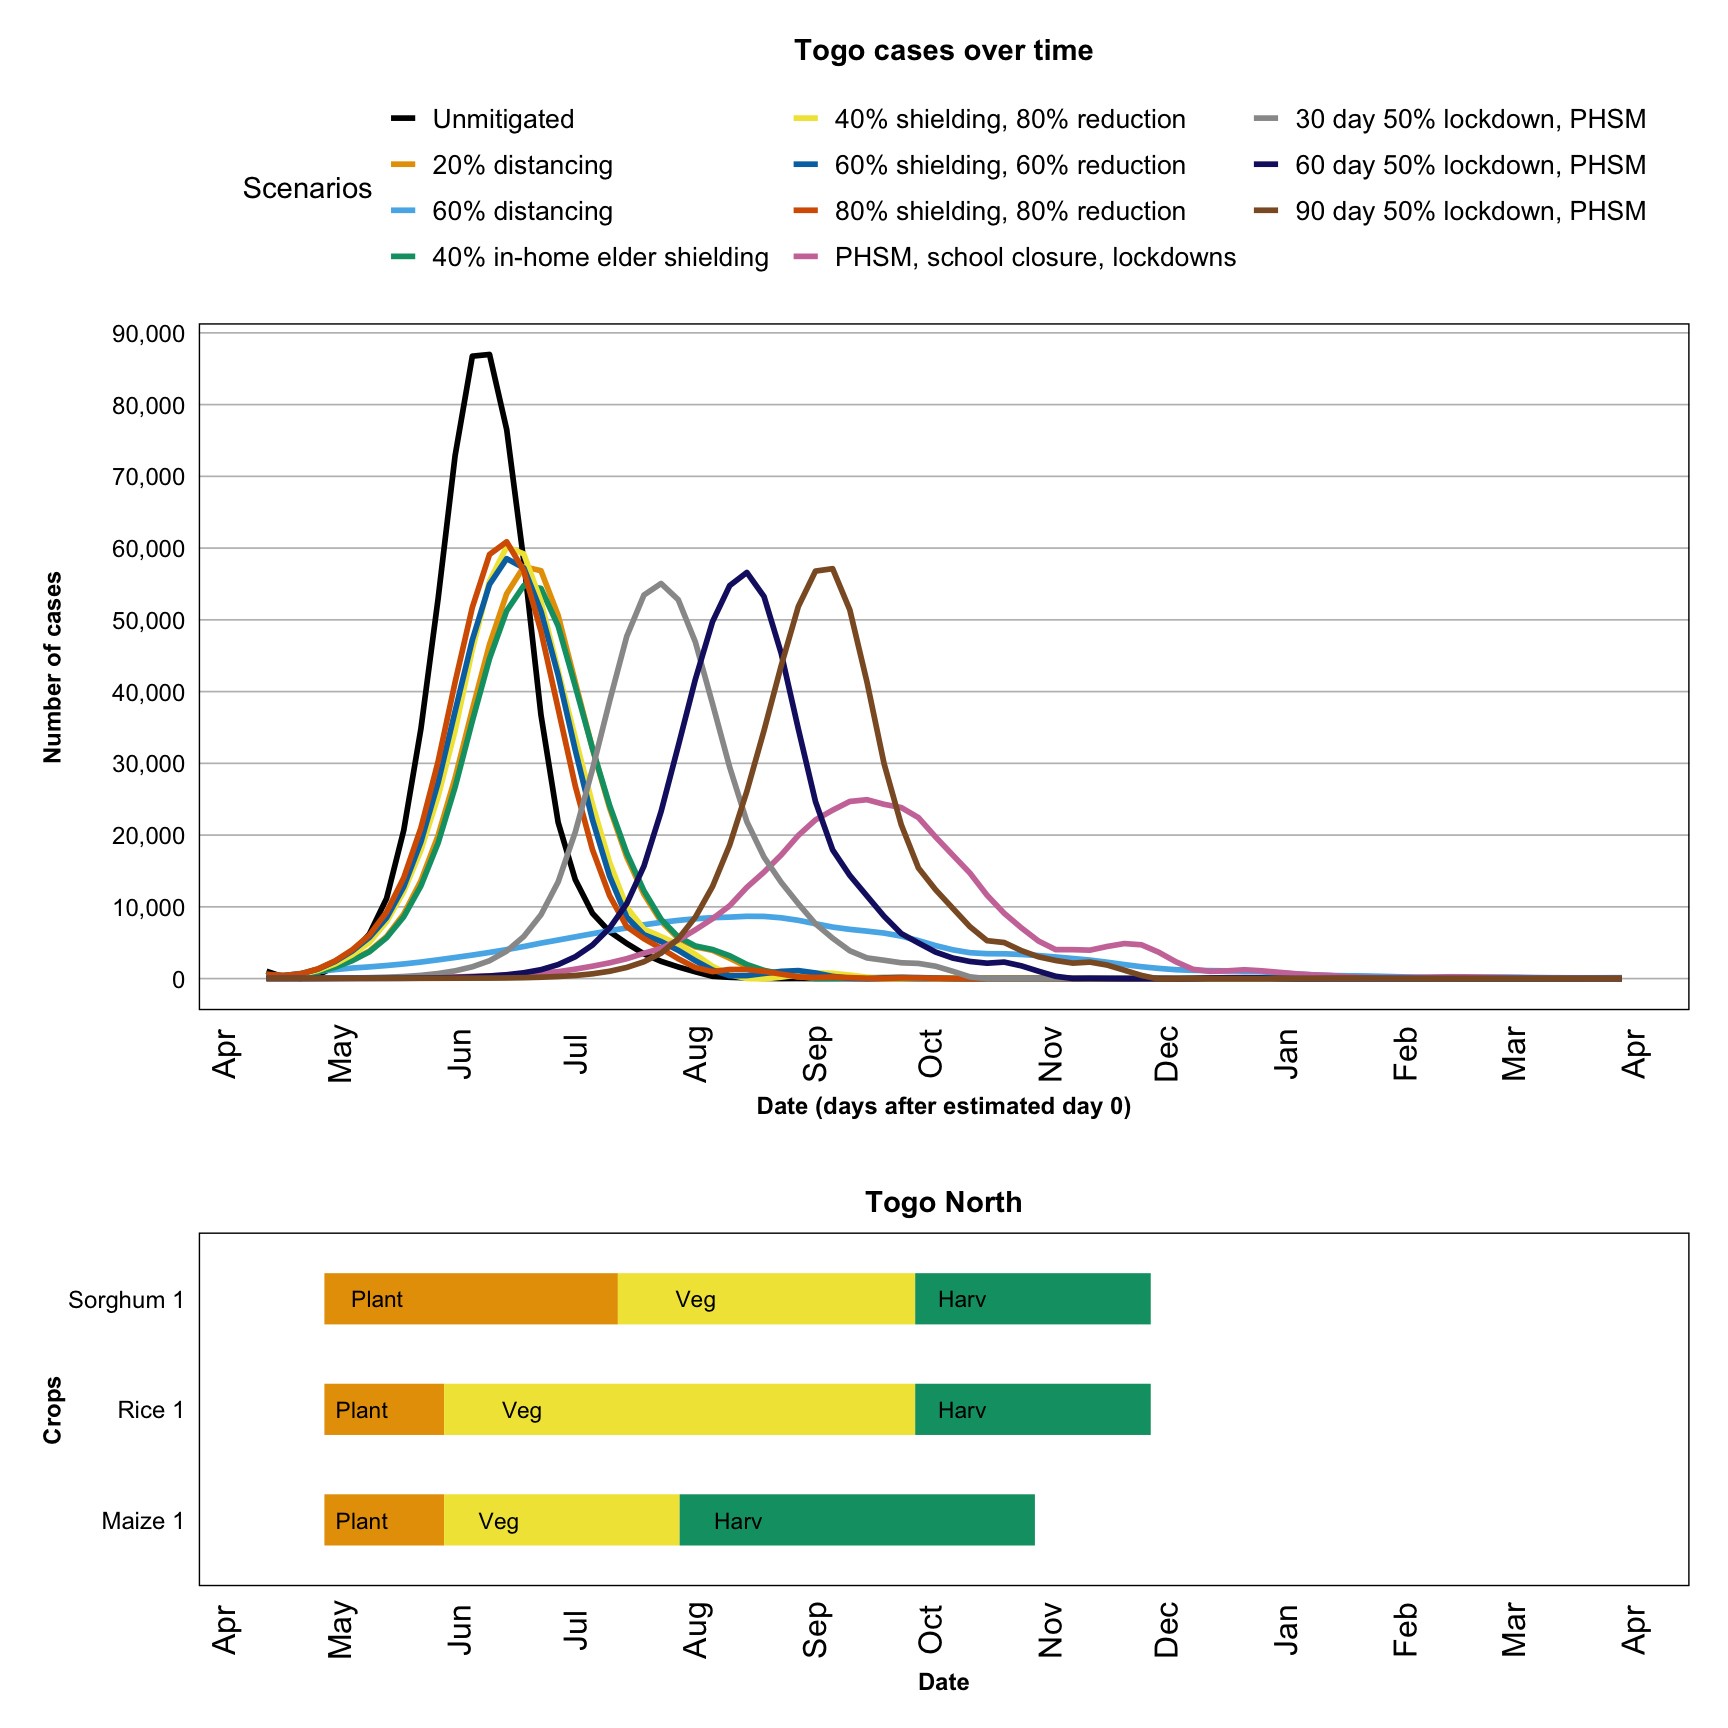 Togo cases over time
Scenarios
Unmitigated
20% distancing
60% distancing
40% in-home elder shielding
40% shielding, 80% reduction
60% shielding, 60% reduction
80% shielding, 80% reduction
PHSM, school closure, lockdowns
30 day 50% lockdown, PHSM
60 day 50% lockdown, PHSM
90 day 50% lockdown, PHSM
Number of cases
90,000
80,000
70,000
60,000
50,000
40,000
30,000
20,000
10,000
0
Apr May Jun Jul Aug Sep Oct Nov Dec Jan Feb Mar Apr
Date (days after estimated day 0)
Togo North
Crops
Sorghum 1 Plant Veg Harv
Rice 1 Plant Veg Harv
Maize 1 Plant Veg Harv
Apr May Jun Jul Aug Sep Oct Nov Dec Jan Feb Mar Apr
Date